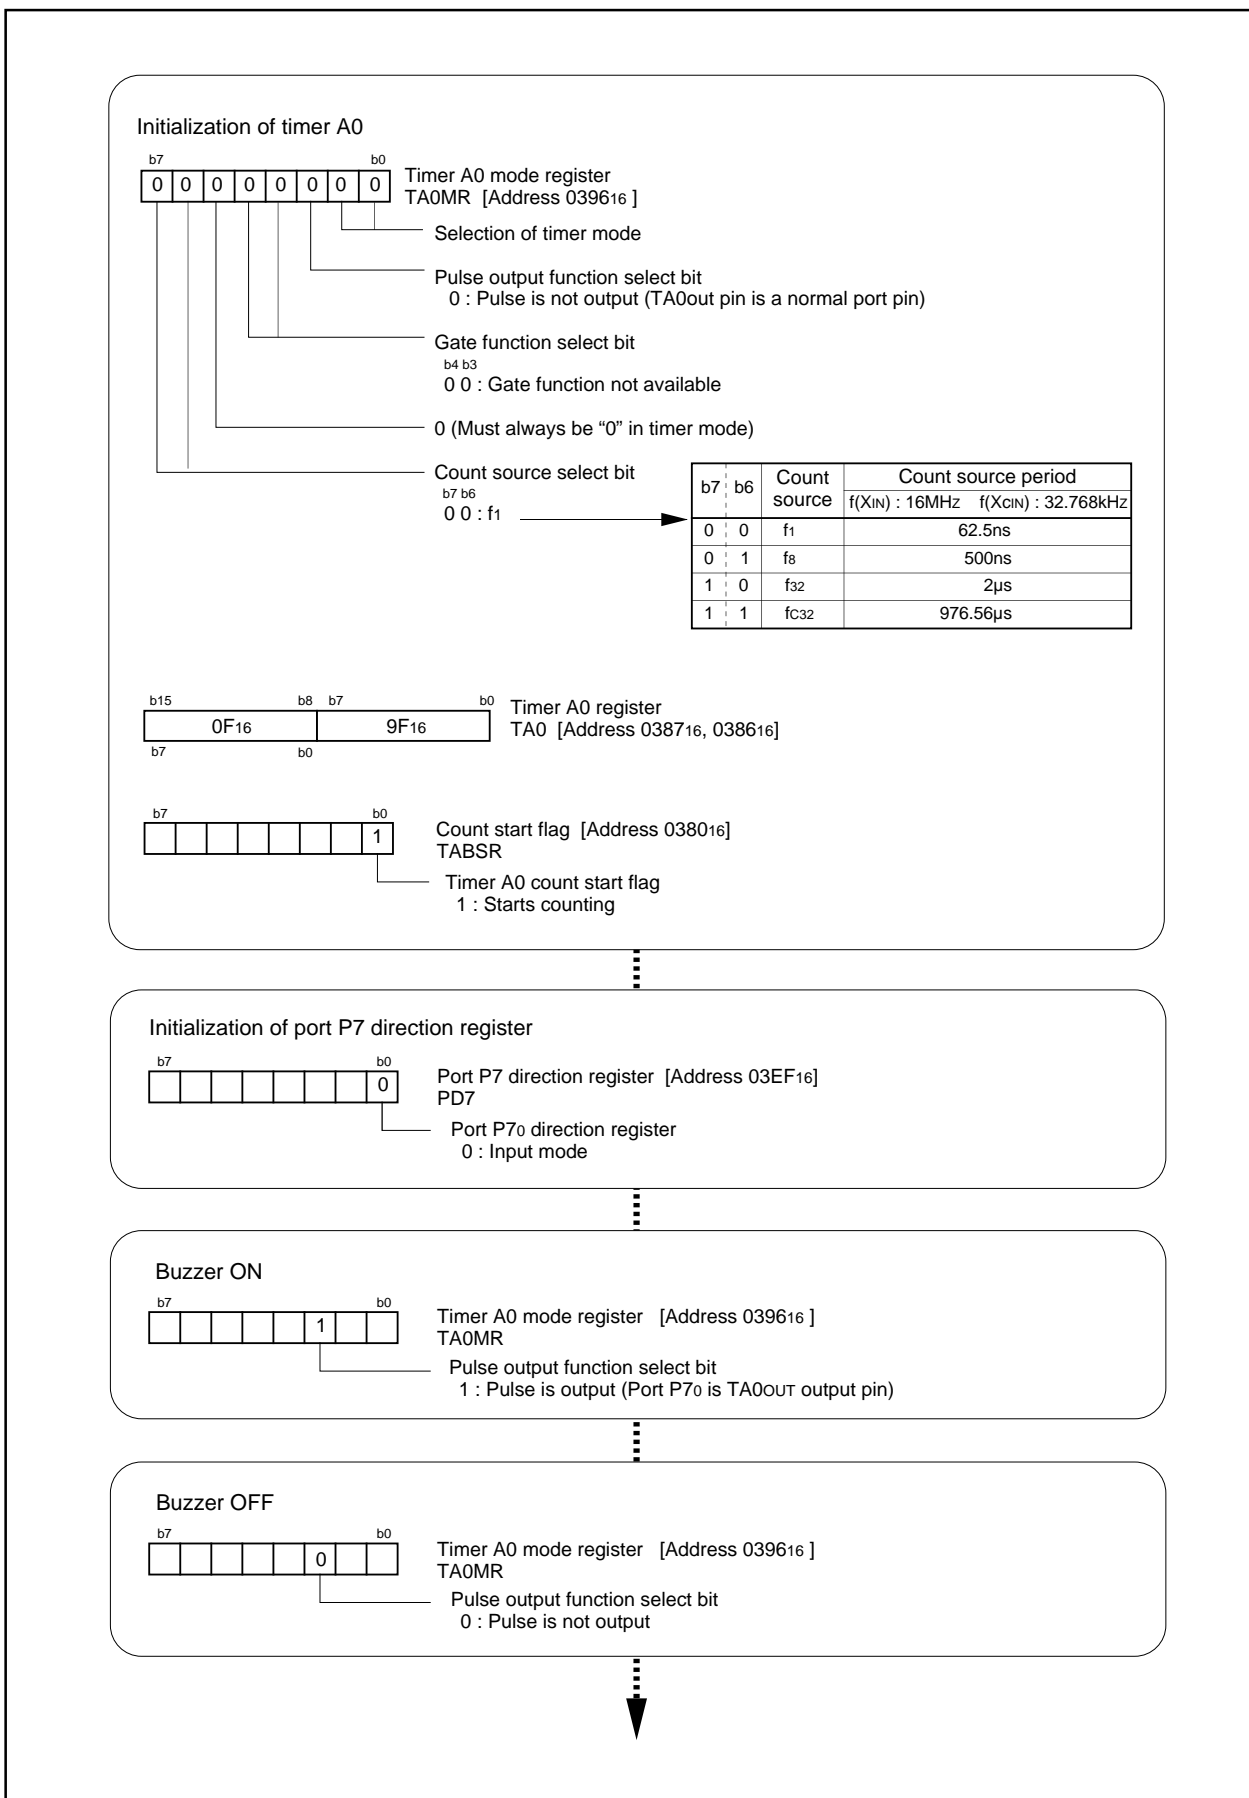 Initialization of timer A0
b7 b0
0 0 0 0 0 0 0 0
Timer A0 mode register
TA0MR [Address 039616 ]
Selection of timer mode
Pulse output function select bit
0 : Pulse is not output (TA0out pin is a normal port pin)
Gate function select bit
b4 b3
0 0 : Gate function not available
0 (Must always be “0” in timer mode)
Count source select bit
b7 b6
0 0 : f1
b7 b6 Count source Count source period
f(XIN) : 16MHz f(XCIN) : 32.768kHz
0 0 f1 62.5ns
0 1 f8 500ns
1 0 f32 2µs
1 1 fC32 976.56µs
b15 b8 b7 b0
0F16 9F16
b7 b0
Timer A0 register
TA0 [Address 038716, 038616]
b7 b0
1
Count start flag [Address 038016]
TABSR
Timer A0 count start flag
1 : Starts counting
Initialization of port P7 direction register
b7 b0
0
Port P7 direction register [Address 03EF16]
PD7
Port P70 direction register
0 : Input mode
Buzzer ON
b7 b0
1
Timer A0 mode register [Address 039616 ]
TA0MR
Pulse output function select bit
1 : Pulse is output (Port P70 is TA0OUT output pin)
Buzzer OFF
b7 b0
0
Timer A0 mode register [Address 039616 ]
TA0MR
Pulse output function select bit
0 : Pulse is not output